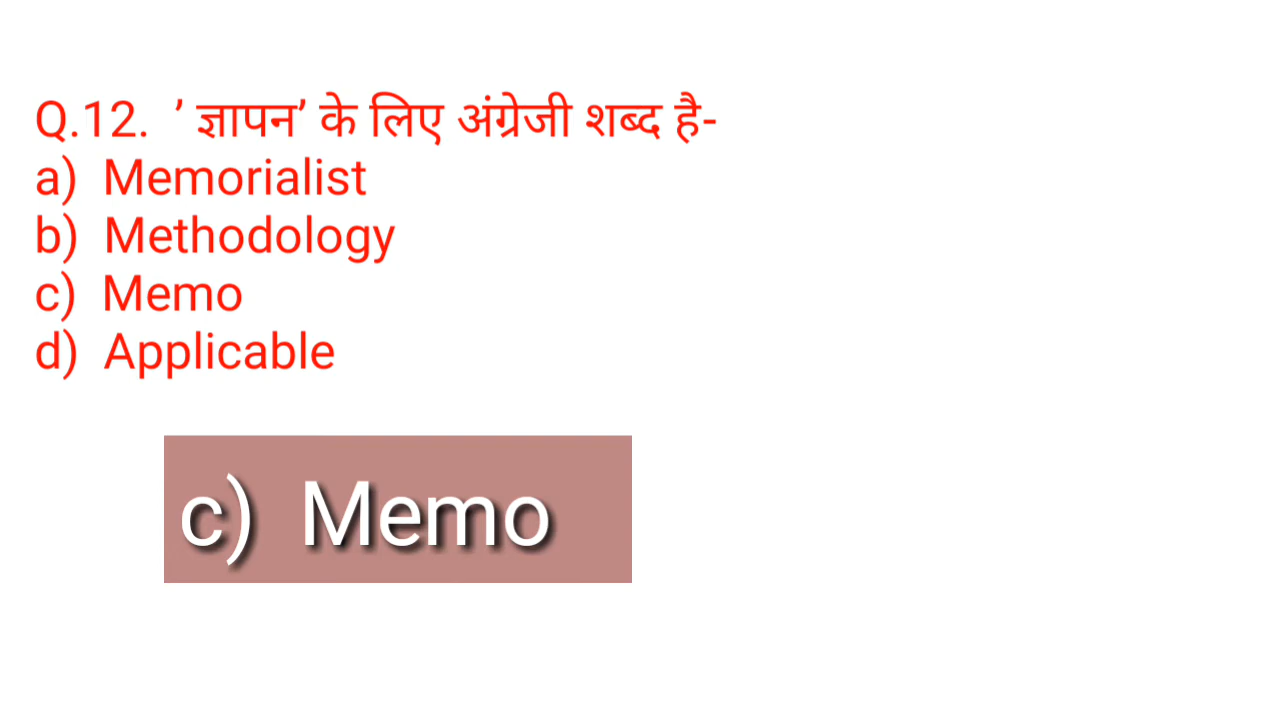 Q.12. ’ ज्ञापन’ के लिए अंग्रेजी शब्द है-
a) Memorialist
b) Methodology
c) Memo
d) Applicable
c) Memo